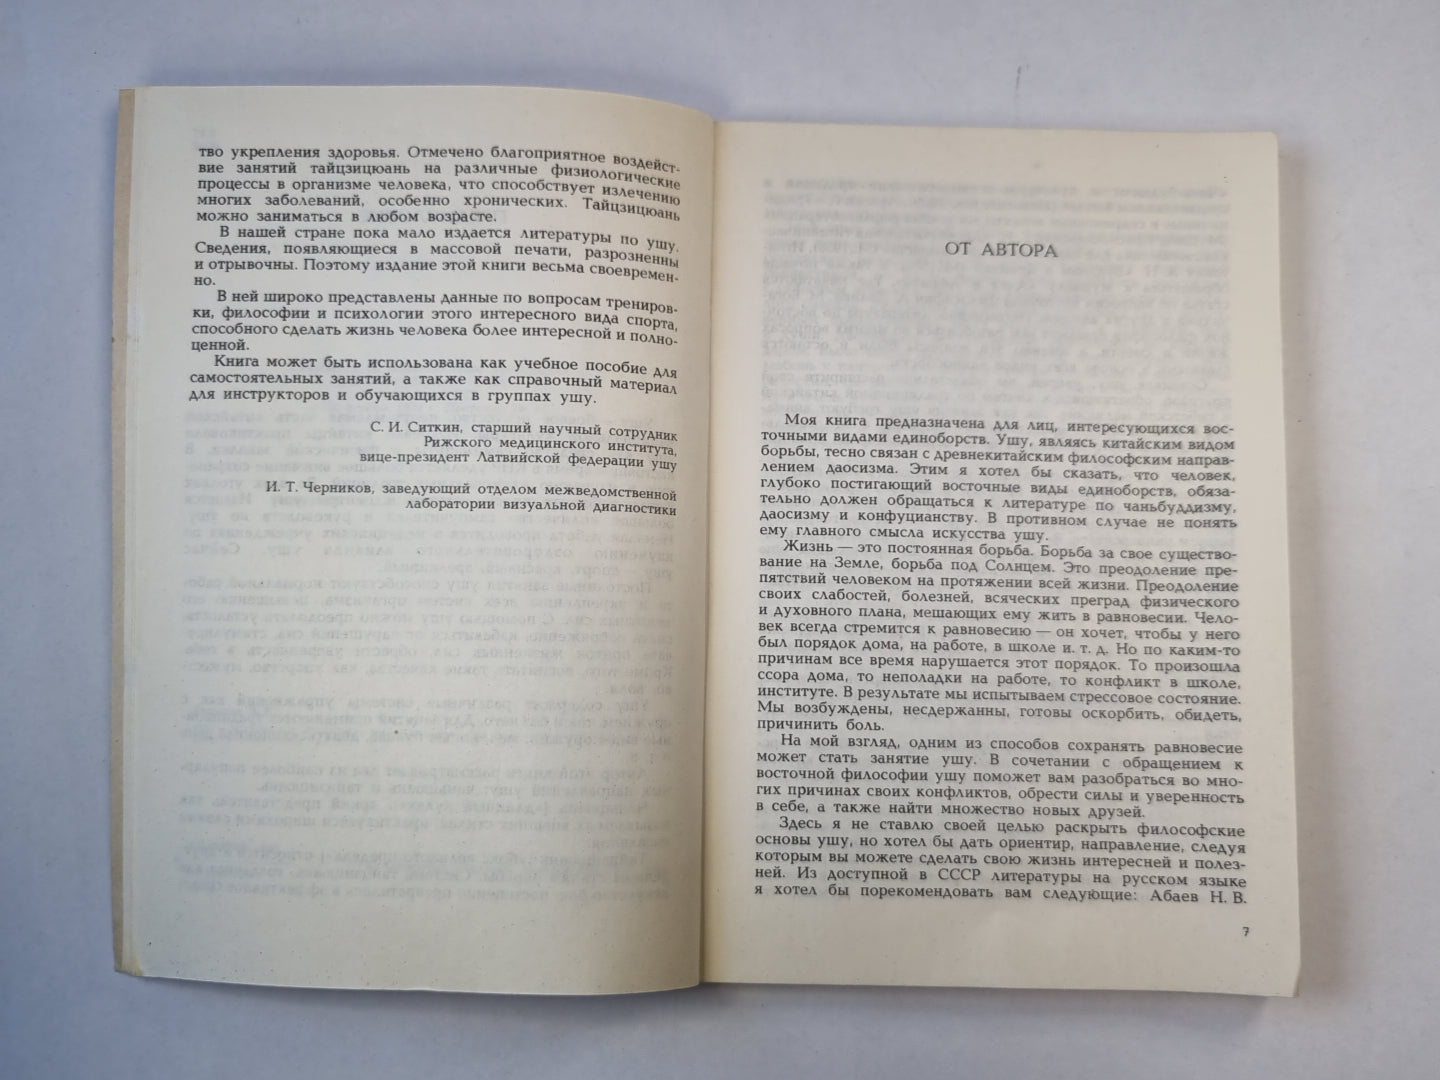 тво укрепления здоровья. Отмечено благоприятное воздейст-
вие занятий тайцзицюань на различные физиологические
процессы в организме человека, что способствует излечению
многих заболеваний, особенно хронических. Тайцзицюань
можно заниматься в любом возрасте.
В нашей стране пока мало издается литературы по ушу.
Сведения, появляющиеся в массовой печати, разрозненны
и отрывочны. Поэтому издание этой книги весьма своевремен-
но.
В ней широко представлены данные по вопросам трениров-
ки, философии и психологии этого интересного вида спорта,
способного сделать жизнь человека более интересной и полно-
ценной.
Книга может быть использована как учебное пособие для
самостоятельных занятий, а также как справочный материал
для инструкторов и обучающихся в группах ушу.
С. И. Ситкин, старший научный сотрудник
Рижского медицинского института,
вице-президент Латвийской федерации ушу
И. Т. Черников, заведующий отделом межведомственной
лаборатории визуальной диагностики
ОТ АВТОРА
Моя книга предназначена для лиц, интересующихся вос-
точными видами единоборств. Ушу, являясь китайским видом
борьбы, тесно связан с древнекитайским философским направ-
лением даосизма. Этим я хотел бы сказать, что человек,
глубоко постигающий восточные виды единоборств, обяза-
тельно должен обращаться к литературе по чаньбуддизму,
даосизму и конфуцианству. В противном случае не понять
ему главного смысла искусства ушу.
Жизнь — это постоянная борьба. Борьба за свое существо-
вание на Земле, борьба под Солнцем. Это преодоление пре-
пятствий человеком на протяжении всей жизни. Преодоление
своих слабостей, болезней, всяческих преград физического
и духовного плана, мешающих ему жить в равновесии. Чело-
век всегда стремится к равновесию — он хочет, чтобы у него
был порядок дома, на работе, в школе и. т. д. Но по каким-то
причинам все время нарушается этот порядок. То произошла
ссора дома, то неполадки на работе, то конфликт в школе,
институте. В результате мы испытываем стрессовое состояние.
Мы возбуждены, несдержанны, готовы оскорбить, обидеть,
причинить боль.
На мой взгляд, одним из способов сохранять равновесие
может стать занятие ушу. В сочетании с обращением к
восточной философии ушу поможет вам разобраться во мно-
гих причинах своих конфликтов, обрести силы и уверенность
в себе, а также найти множество новых друзей.
Здесь я не ставлю своей целью раскрыть философские
основы ушу, но хотел бы дать ориентир, направление, следуя
которым вы можете сделать свою жизнь интересней и полез-
ней. Из доступной в СССР литературы на русском языке
я хотел бы порекомендовать вам следующие: Абаев Н. В.
7